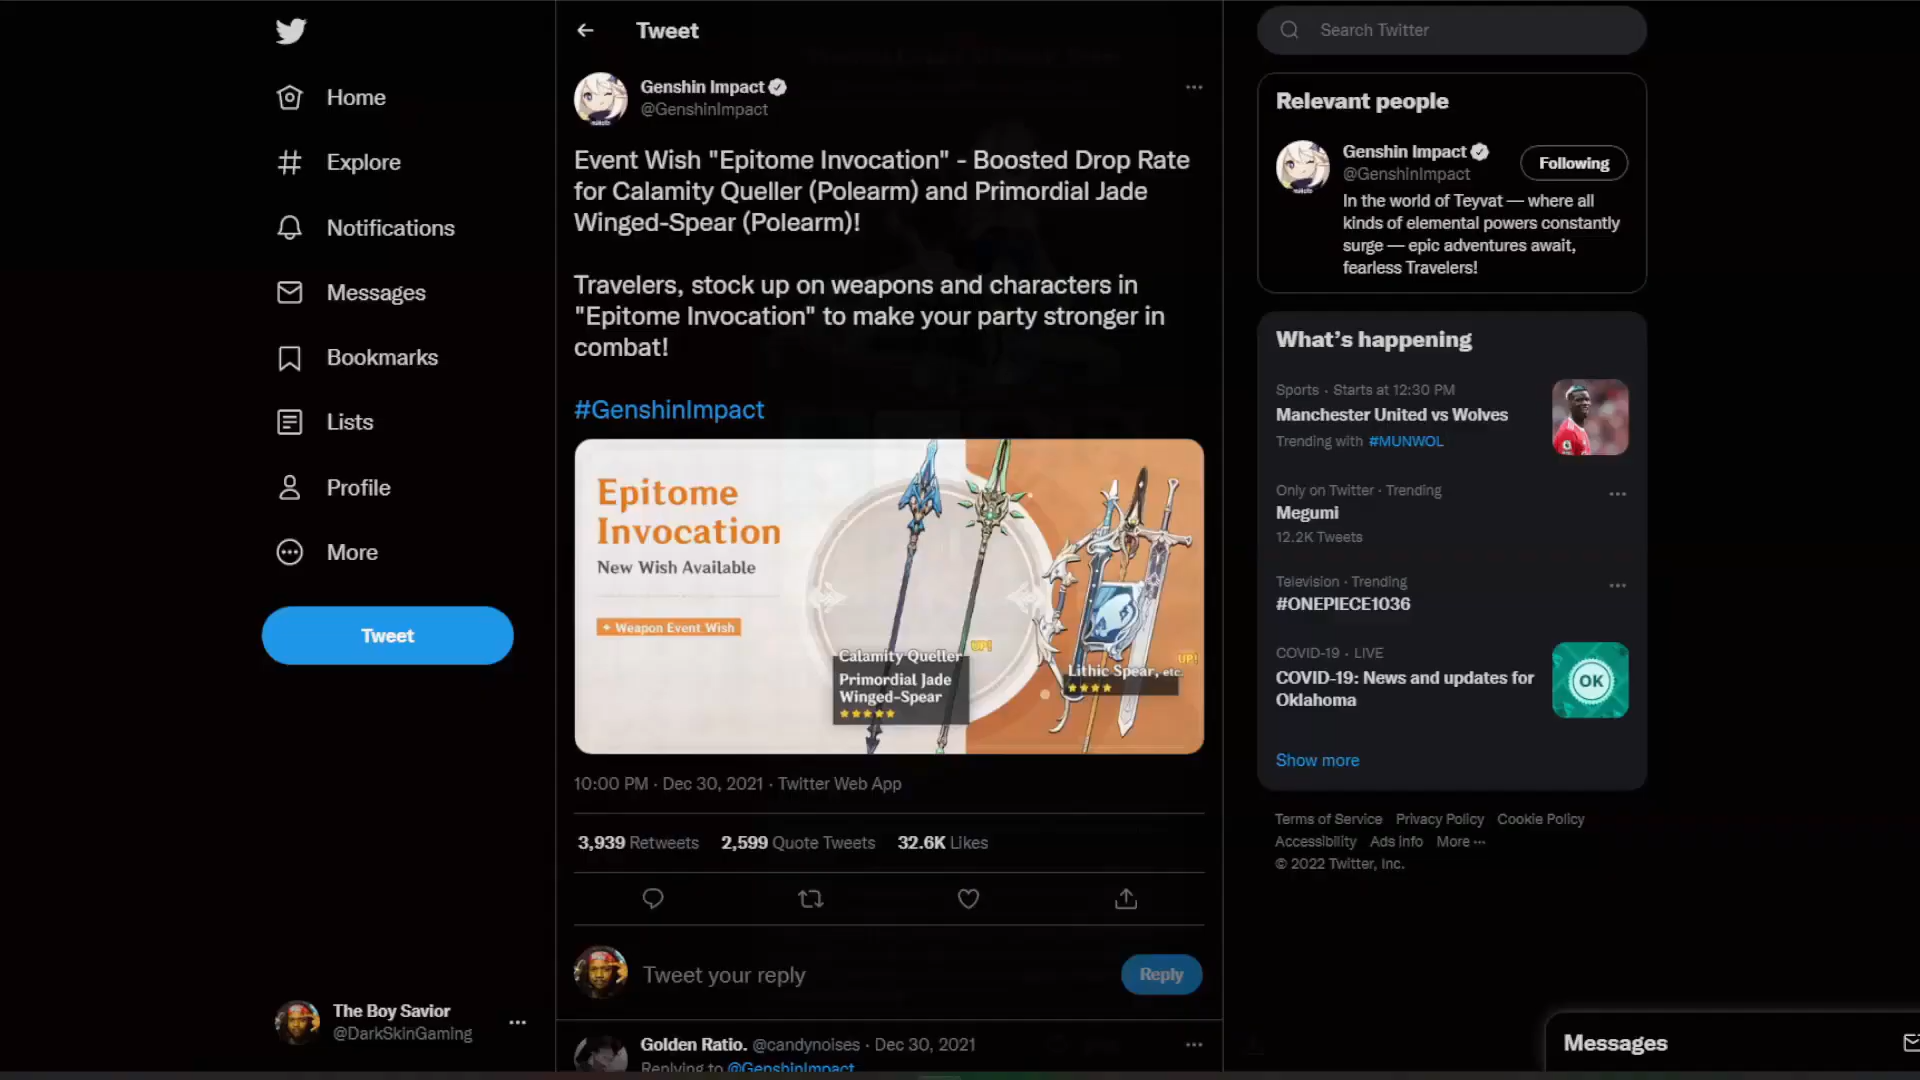 Home
Explore
Notifications
Messages
Bookmarks
Lists
Profile
More
Tweet
The Boy Savior
@DarkSkinGaming
Tweet
Genshin Impact
@GenshinImpact
Event Wish "Epitome Invocation" - Boosted Drop Rate
for Calamity Queller (Polearm) and Primordial Jade
Winged-Spear (Polearm)!
Travelers, stock up on weapons and characters in
"Epitome Invocation" to make your party stronger in
combat!
#GenshinImpact
Epitome
Invocation
New Wish Available
Weapon Event Wish
Calamity Queller
UP!
Primordial Jade
Winged-Spear
UP!
Lithic Spear, etc.
10:00 PM · Dec 30, 2021 · Twitter Web App
3,939 Retweets 2,599 Quote Tweets 32.6K Likes
Tweet your reply
Reply
Golden Ratio. @candynoises · Dec 30, 2021
Replying to @GenshinImpact
Search Twitter
Relevant people
Genshin Impact
@GenshinImpact
Following
In the world of Teyvat — where all
kinds of elemental powers constantly
surge — epic adventures await,
fearless Travelers!
What's happening
Sports · Starts at 12:30 PM
Manchester United vs Wolves
Trending with #MUNWOL
Only on Twitter · Trending
Megumi
12.2K Tweets
Television · Trending
#ONEPIECE1036
COVID-19 · LIVE
COVID-19: News and updates for
Oklahoma
OK
Show more
Terms of Service Privacy Policy Cookie Policy
Accessibility Ads info More ···
© 2022 Twitter, Inc.
Messages